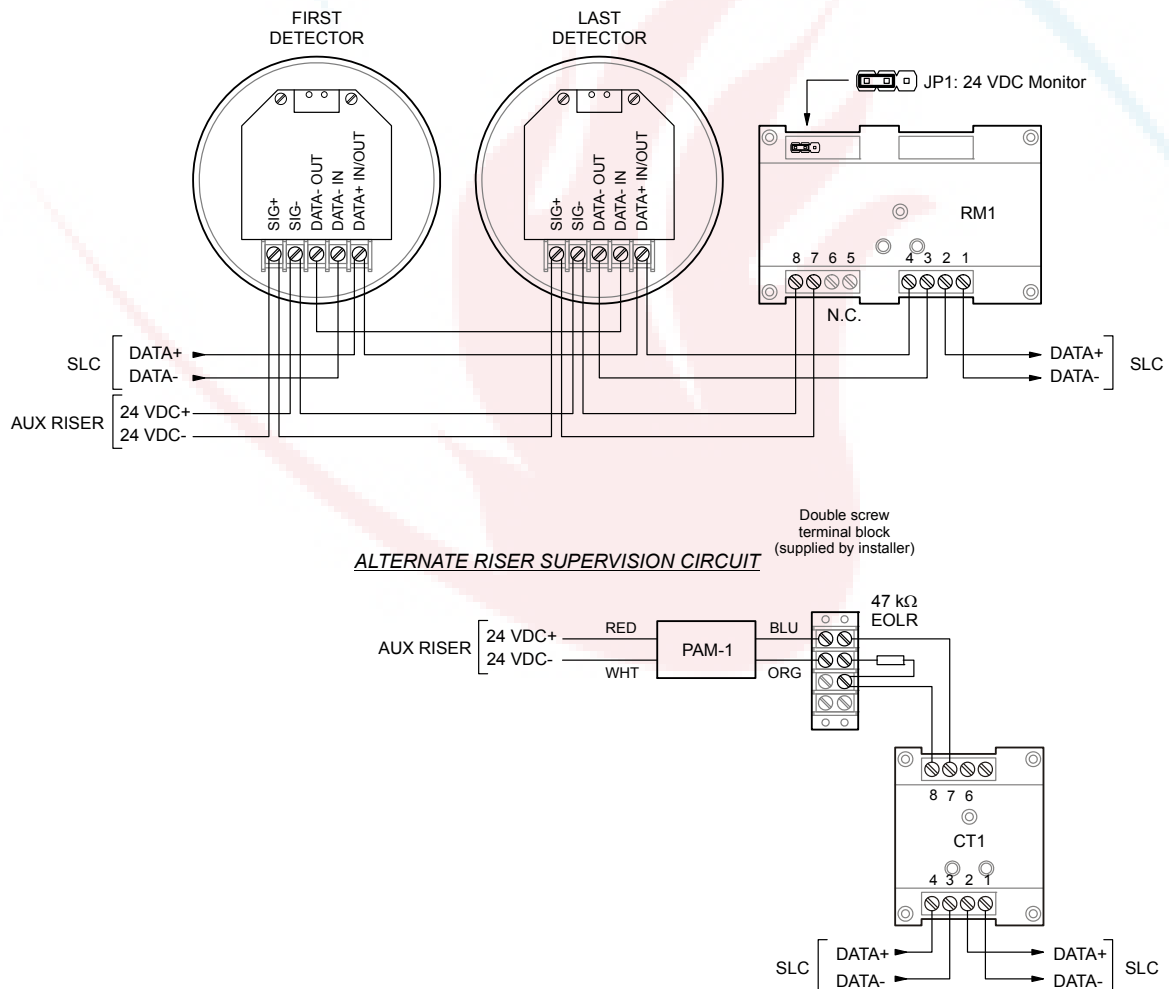 FIRST
DETECTOR
LAST
DETECTOR
JP1: 24 VDC Monitor
SIG+
SIG-
DATA- OUT
DATA- IN
DATA+ IN/OUT
SIG+
SIG-
DATA- OUT
DATA- IN
DATA+ IN/OUT
RM1
8 7 6 5
4 3 2 1
N.C.
SLC
DATA+
DATA-
DATA+
DATA-
SLC
AUX RISER
24 VDC+
24 VDC-
ALTERNATE RISER SUPERVISION CIRCUIT
Double screw
terminal block
(supplied by installer)
47 kΩ
EOLR
AUX RISER
24 VDC+
24 VDC-
RED
WHT
PAM-1
BLU
ORG
8 7 6
CT1
4 3 2 1
SLC
DATA+
DATA-
DATA+
DATA-
SLC